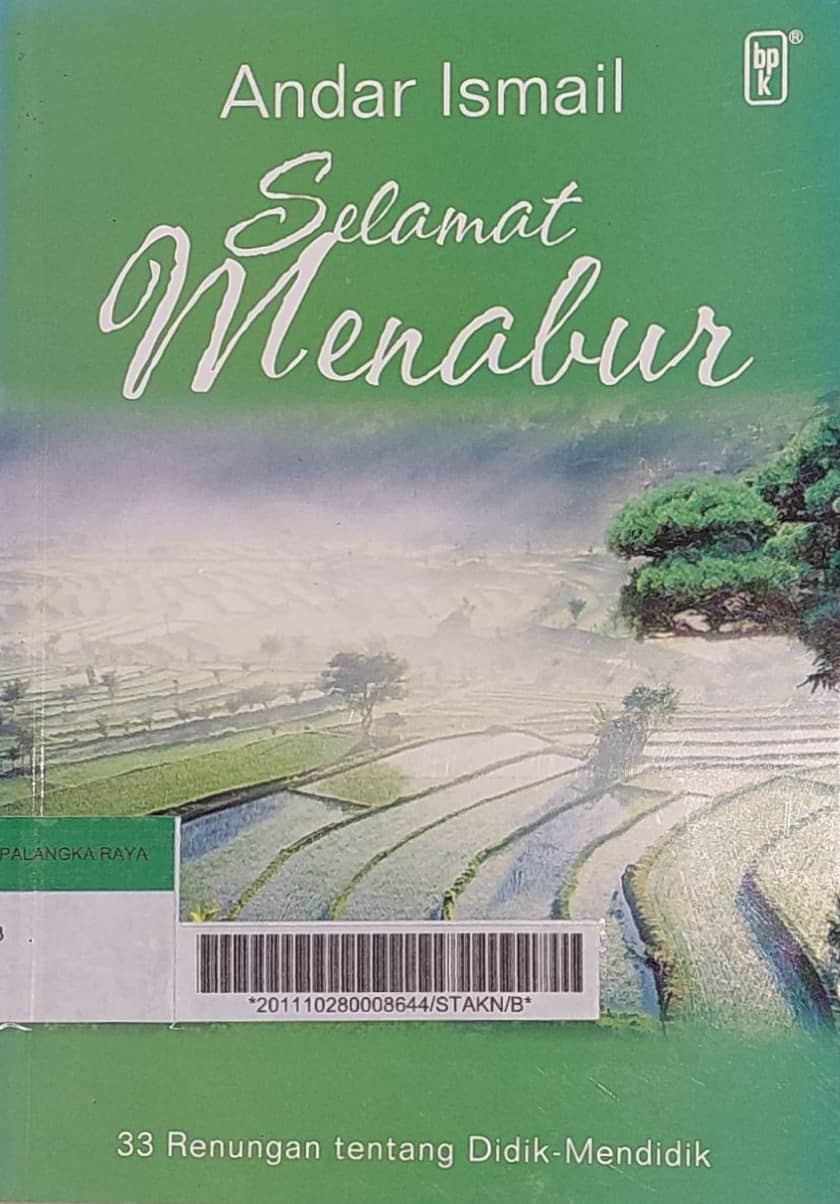 bpk®
Andar Ismail
Selamat
Menabur
PALANGKA RAYA
*201110280008644/STAKN/B*
33 Renungan tentang Didik-Mendidik